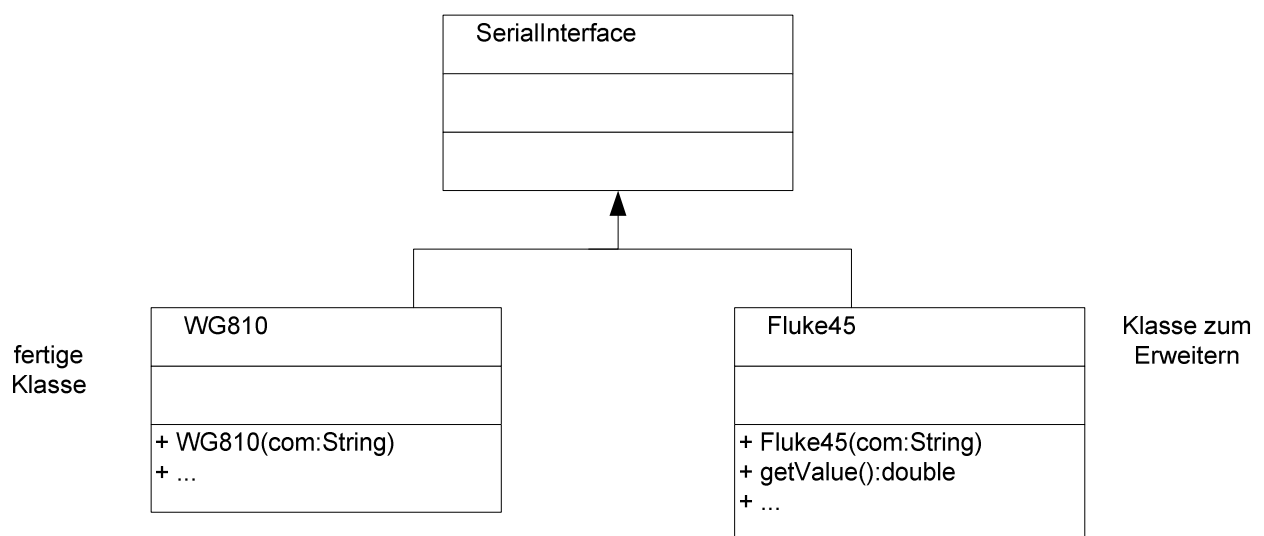 SerialInterface
WG810
Fluke45
fertige
Klasse
Klasse zum
Erweitern
+ WG810(com:String)
+ ...
+ Fluke45(com:String)
+ getValue():double
+ ...